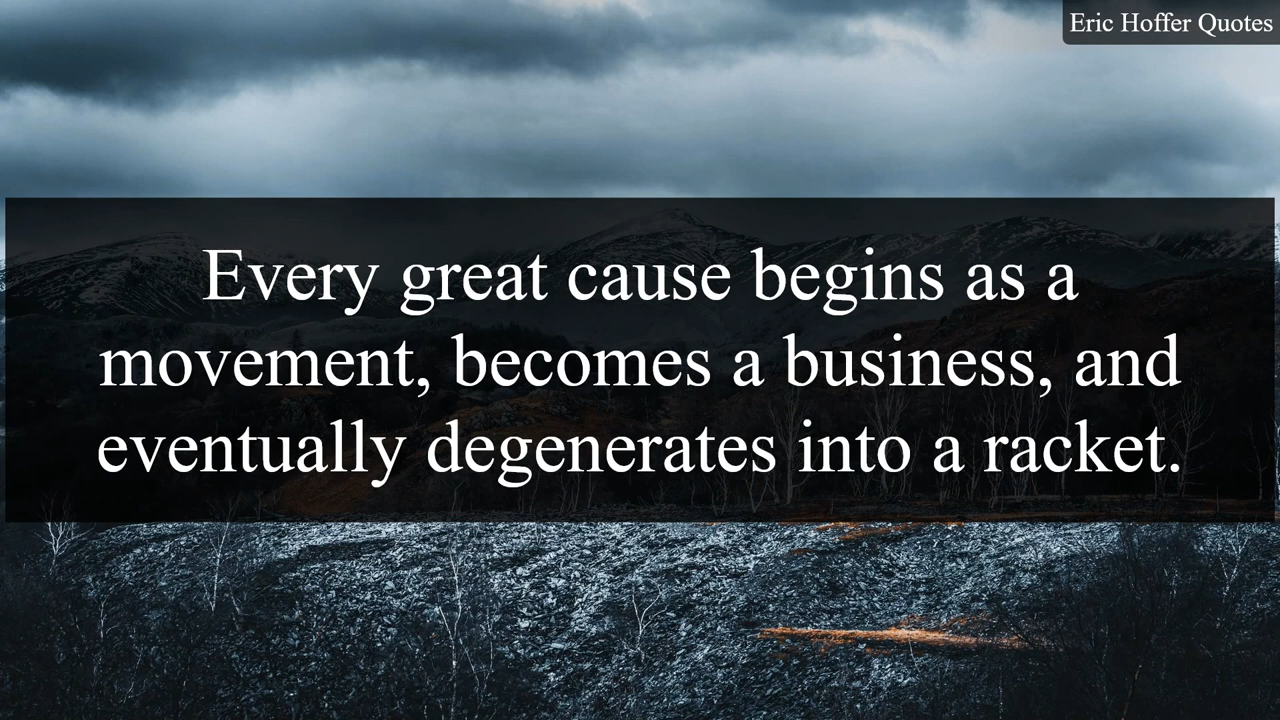 Eric Hoffer Quotes
Every great cause begins as a
movement, becomes a business, and
eventually degenerates into a racket.